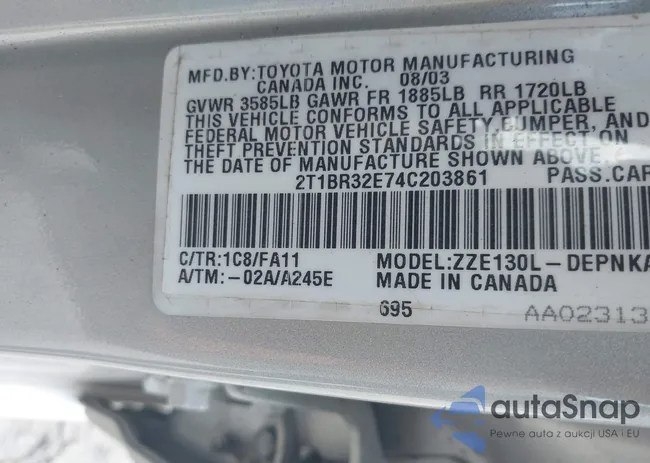 MFD.BY:TOYOTA MOTOR MANUFACTURING
CANADA INC. 08/03
GVWR 3585LB GAWR FR 1885LB RR 1720LB
THIS VEHICLE CONFORMS TO ALL APPLICABLE
FEDERAL MOTOR VEHICLE SAFETY,BUMPER, AND
THEFT PREVENTION STANDARDS IN EFFECT ON
THE DATE OF MANUFACTURE SHOWN ABOVE.
2T1BR32E74C203861 PASS.CAR
C/TR:1C8/FA11 MODEL:ZZE130L-DEPNKA
A/TM:-02A/A245E MADE IN CANADA
695 AA02313
autoSnap
Pewne auta z aukcji USA i EU